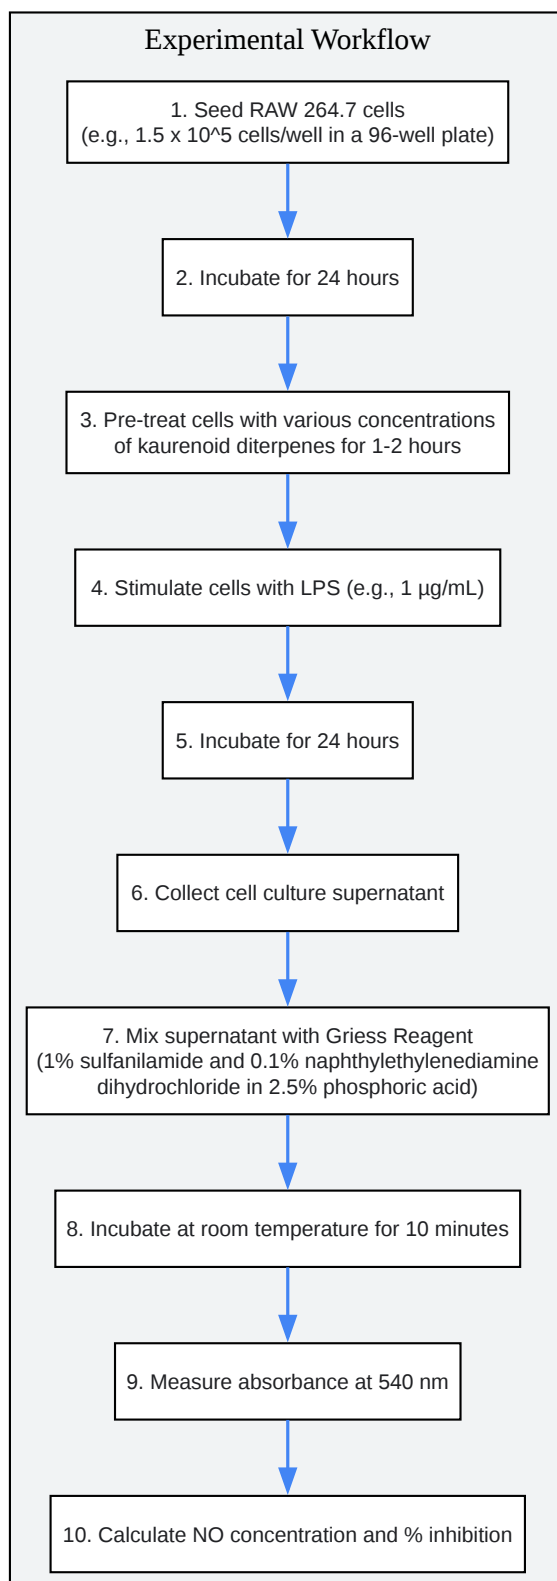 Experimental Workflow
1. Seed RAW 264.7 cells
(e.g., 1.5 x 10^5 cells/well in a 96-well plate)
2. Incubate for 24 hours
3. Pre-treat cells with various concentrations
of kaurenoid diterpenes for 1-2 hours
4. Stimulate cells with LPS (e.g., 1 µg/mL)
5. Incubate for 24 hours
6. Collect cell culture supernatant
7. Mix supernatant with Griess Reagent
(1% sulfanilamide and 0.1% naphthylethylenediamine
dihydrochloride in 2.5% phosphoric acid)
8. Incubate at room temperature for 10 minutes
9. Measure absorbance at 540 nm
10. Calculate NO concentration and % inhibition